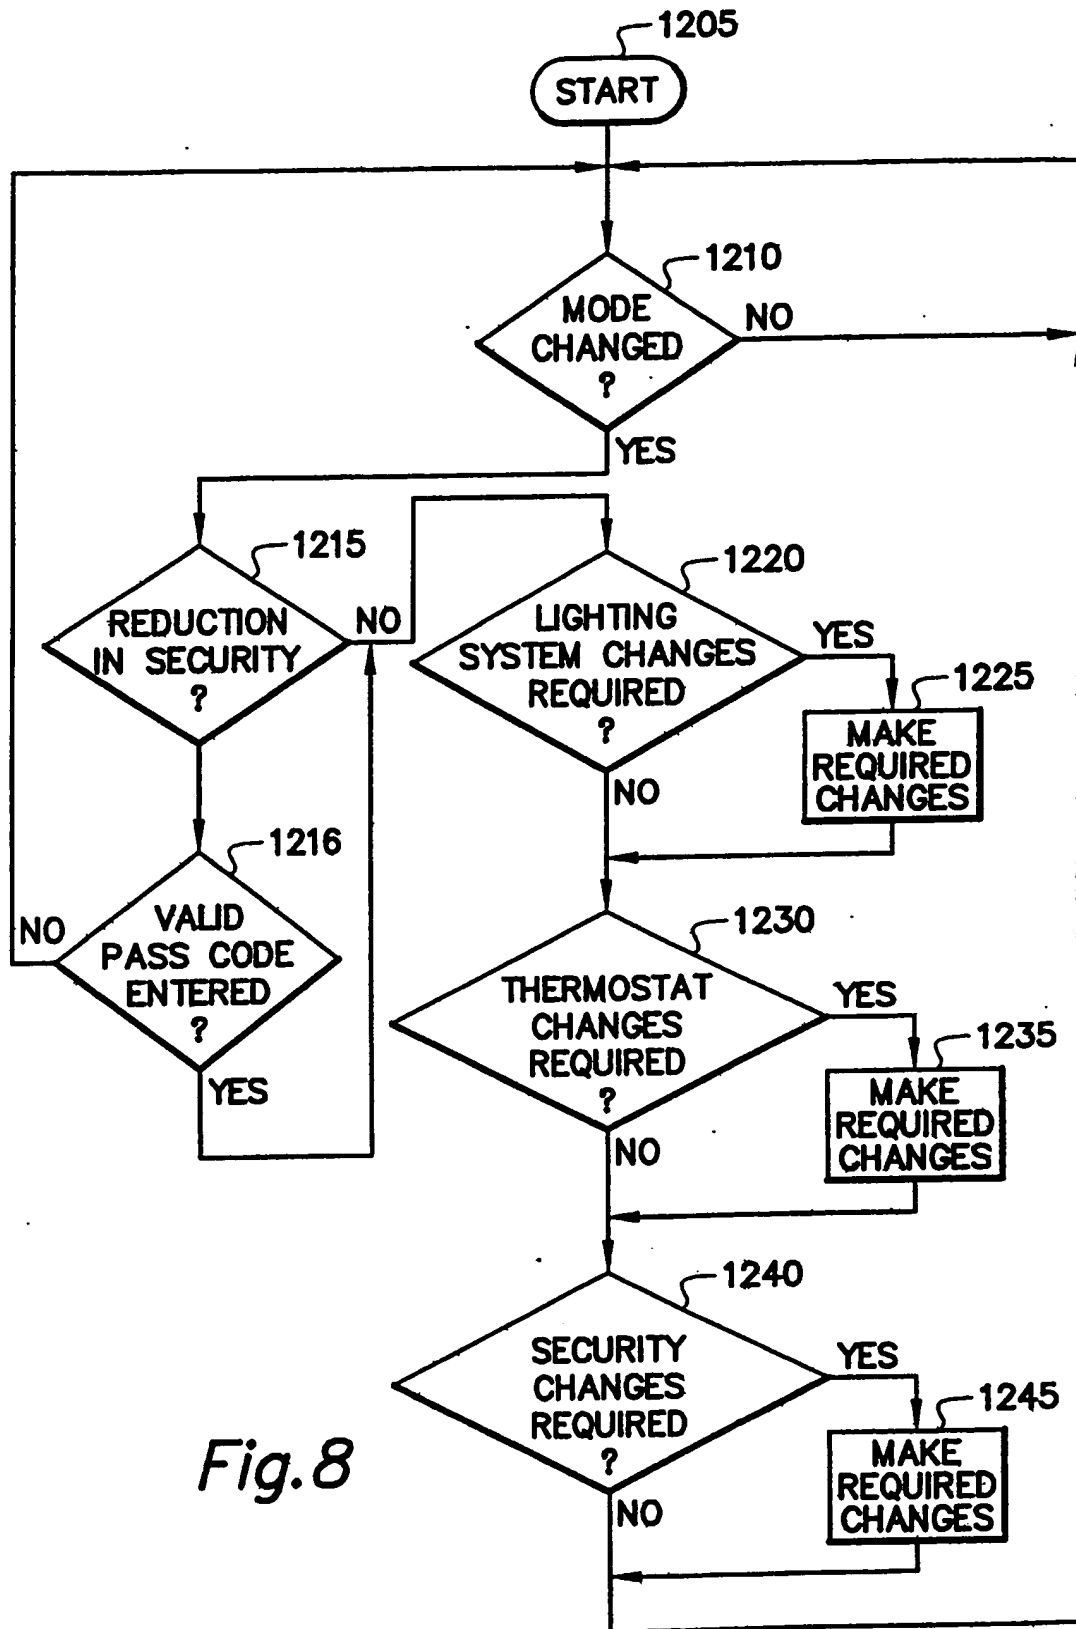 1205
START
1210
MODE
CHANGED
?
NO
YES
1215
REDUCTION
IN SECURITY
?
NO
1216
VALID
PASS CODE
ENTERED
?
NO
YES
1220
LIGHTING
SYSTEM CHANGES
REQUIRED
?
YES
NO
1225
MAKE
REQUIRED
CHANGES
1230
THERMOSTAT
CHANGES
REQUIRED
?
YES
NO
1235
MAKE
REQUIRED
CHANGES
1240
SECURITY
CHANGES
REQUIRED
?
YES
NO
1245
MAKE
REQUIRED
CHANGES
Fig.8